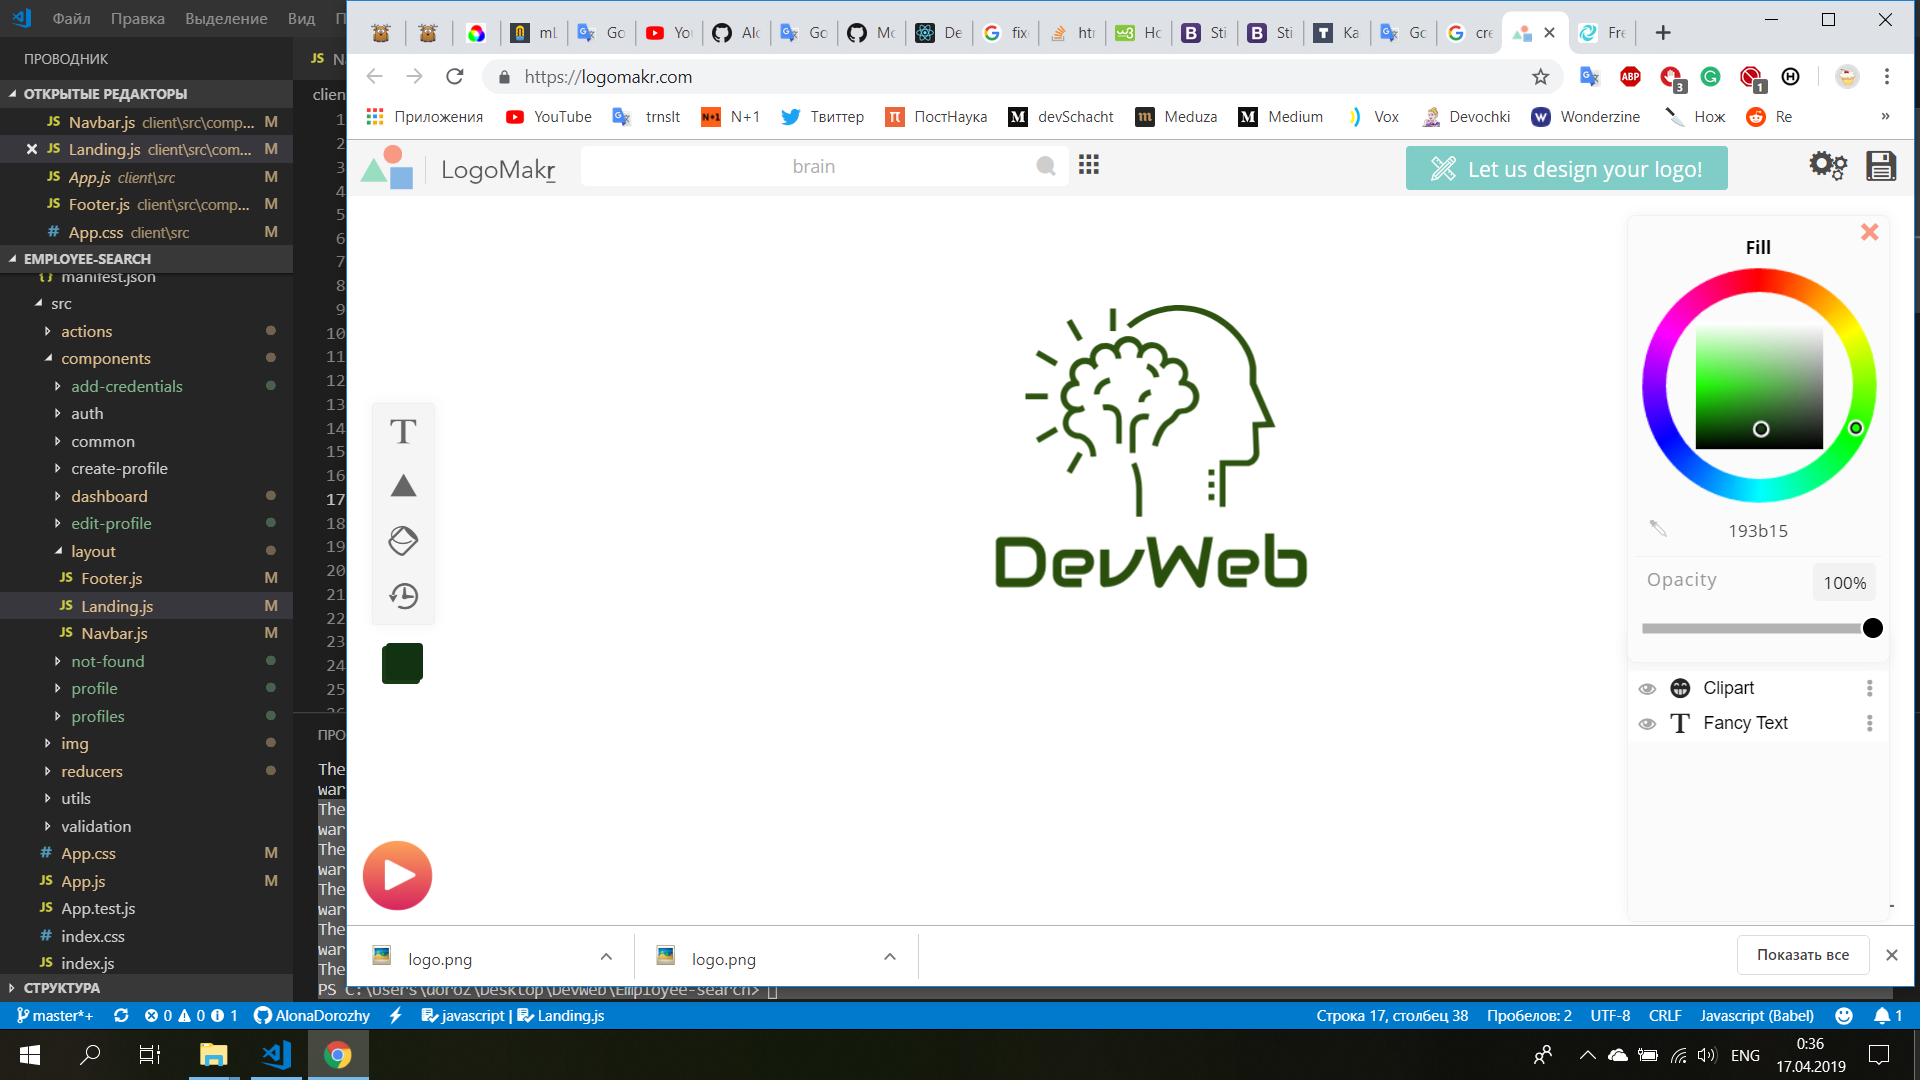 Файл Правка Выделение Вид П
ПРОВОДНИК
ОТКРЫТЫЕ РЕДАКТОРЫ
JS Navbar.js client\src\comp... M
JS Landing.js client\src\com... M
JS App.js client\src M
JS Footer.js client\src\comp... M
# App.css client\src M
EMPLOYEE-SEARCH
manifest.json
src
actions
components
add-credentials
auth
common
create-profile
dashboard
edit-profile
layout
JS Footer.js M
JS Landing.js M
JS Navbar.js M
not-found
profile
profiles
img
reducers
utils
validation
# App.css M
JS App.js M
JS App.test.js
# index.css
JS index.js
СТРУКТУРА
JS Na
clien
1
2
3
4
5
6
7
8
9
10
11
12
13
14
15
16
17
18
19
20
21
22
23
24
25
ПРО
The
war
The
war
The
war
The
war
The
war
The
PS C:\Users\doroz\Desktop\DevWeb\Employee-search>
Go You Go De fix htt Ho Sti Sti Ka Go cre Fre
https://logomakr.com
ABP 3 1
Приложения YouTube trnslt N+1 Твиттер ПостНаука devSchacht Meduza Medium Vox Devochki Wonderzine Нож Re »
LogoMakr
brain
Let us design your logo!
DevWeb
Fill
193b15
Opacity 100%
Clipart
Fancy Text
logo.png
logo.png
Показать все
master*+ 0 0 1 AlonaDorozhy javascript | Landing.js
Строка 17, столбец 38 Пробелов: 2 UTF-8 CRLF Javascript (Babel) 1
ENG
0:36
17.04.2019